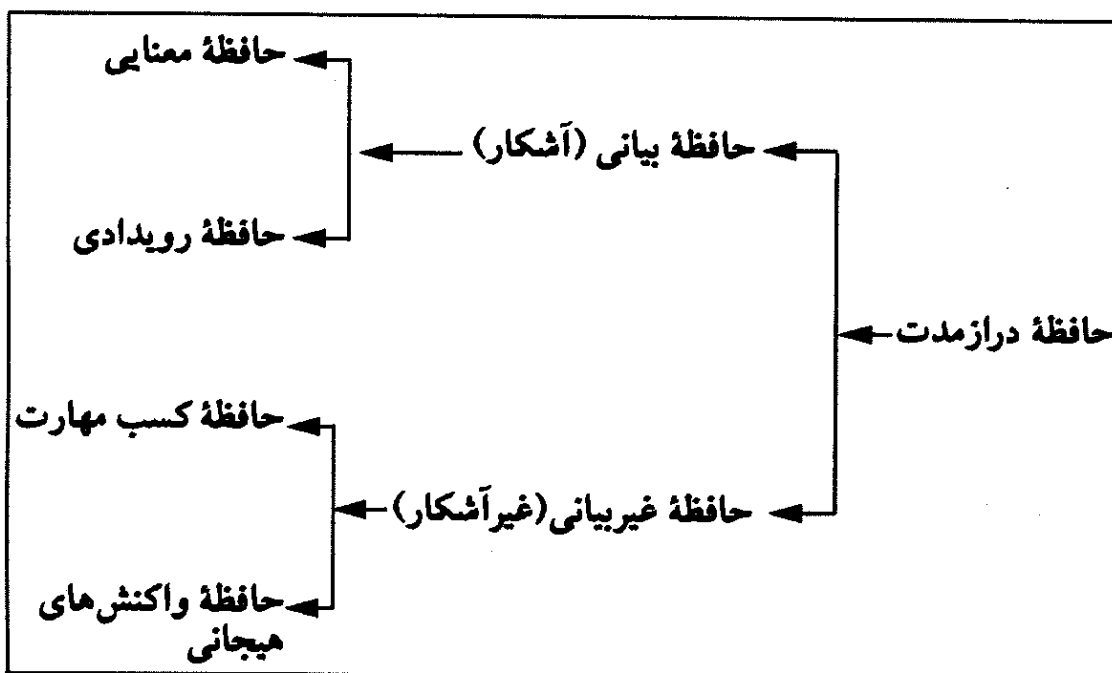 حافظهٔ درازمدت
حافظهٔ بیانی (آشکار)
حافظهٔ معنایی
حافظهٔ رویدادی
حافظهٔ غیربیانی(غیرآشکار)
حافظهٔ کسب مهارت
حافظهٔ واکنش‌های
هیجانی